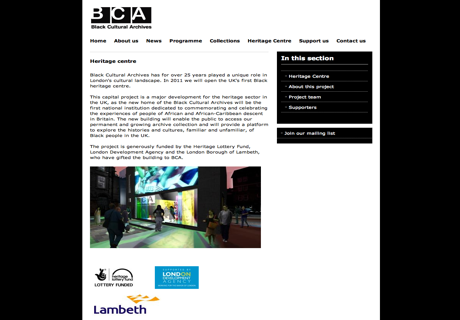 BCA
Black Cultural Archives
Home About us News Programme Collections Heritage Centre Support us Contact us
Heritage centre
Black Cultural Archives has for over 25 years played a unique role in
London's cultural landscape. In 2011 we will open the UK's first Black
heritage centre.
This capital project is a major development for the heritage sector in
the UK, as the new home of the Black Cultural Archives will be the
first national institution dedicated to commemorating and celebrating
the experiences of people of African and African-Caribbean descent
in Britain. The new building will enable the public to access our
permanent and growing archive collection and will provide a platform
to explore the histories and cultures, familiar and unfamiliar, of
Black people in the UK.
The project is generously funded by the Heritage Lottery Fund,
London Development Agency and the London Borough of Lambeth,
who have gifted the building to BCA.
In this section
Heritage Centre
About this project
Project team
Supporters
Join our mailing list
heritage
lottery fund
LOTTERY FUNDED
LONDON
DEVELOPMENT
AGENCY
Lambeth